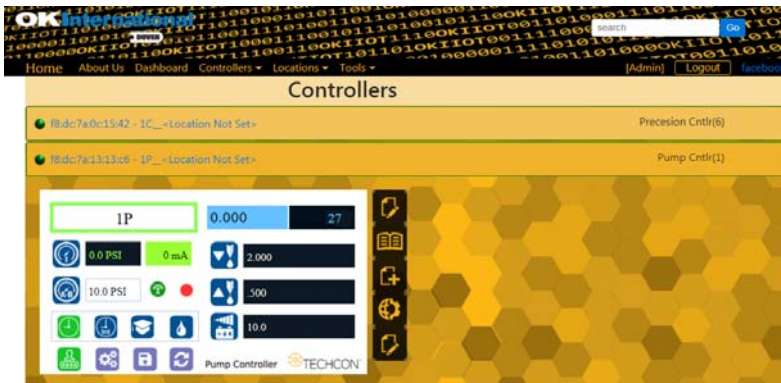 OK International
DOVER
search
Go
Home About Us Dashboard Controllers Locations Tools [Admin] Logout facebook
Controllers
f8:dc:7a:0c:15:42 - 1C__<Location Not Set> Precesion Cntlr(6)
f8:dc:7a:13:13:c6 - 1P__<Location Not Set> Pump Cntlr(1)
1P 0.000 27
0.0 PSI 0 mA 2.000
10.0 PSI .500
10.0
Pump Controller TECHCON